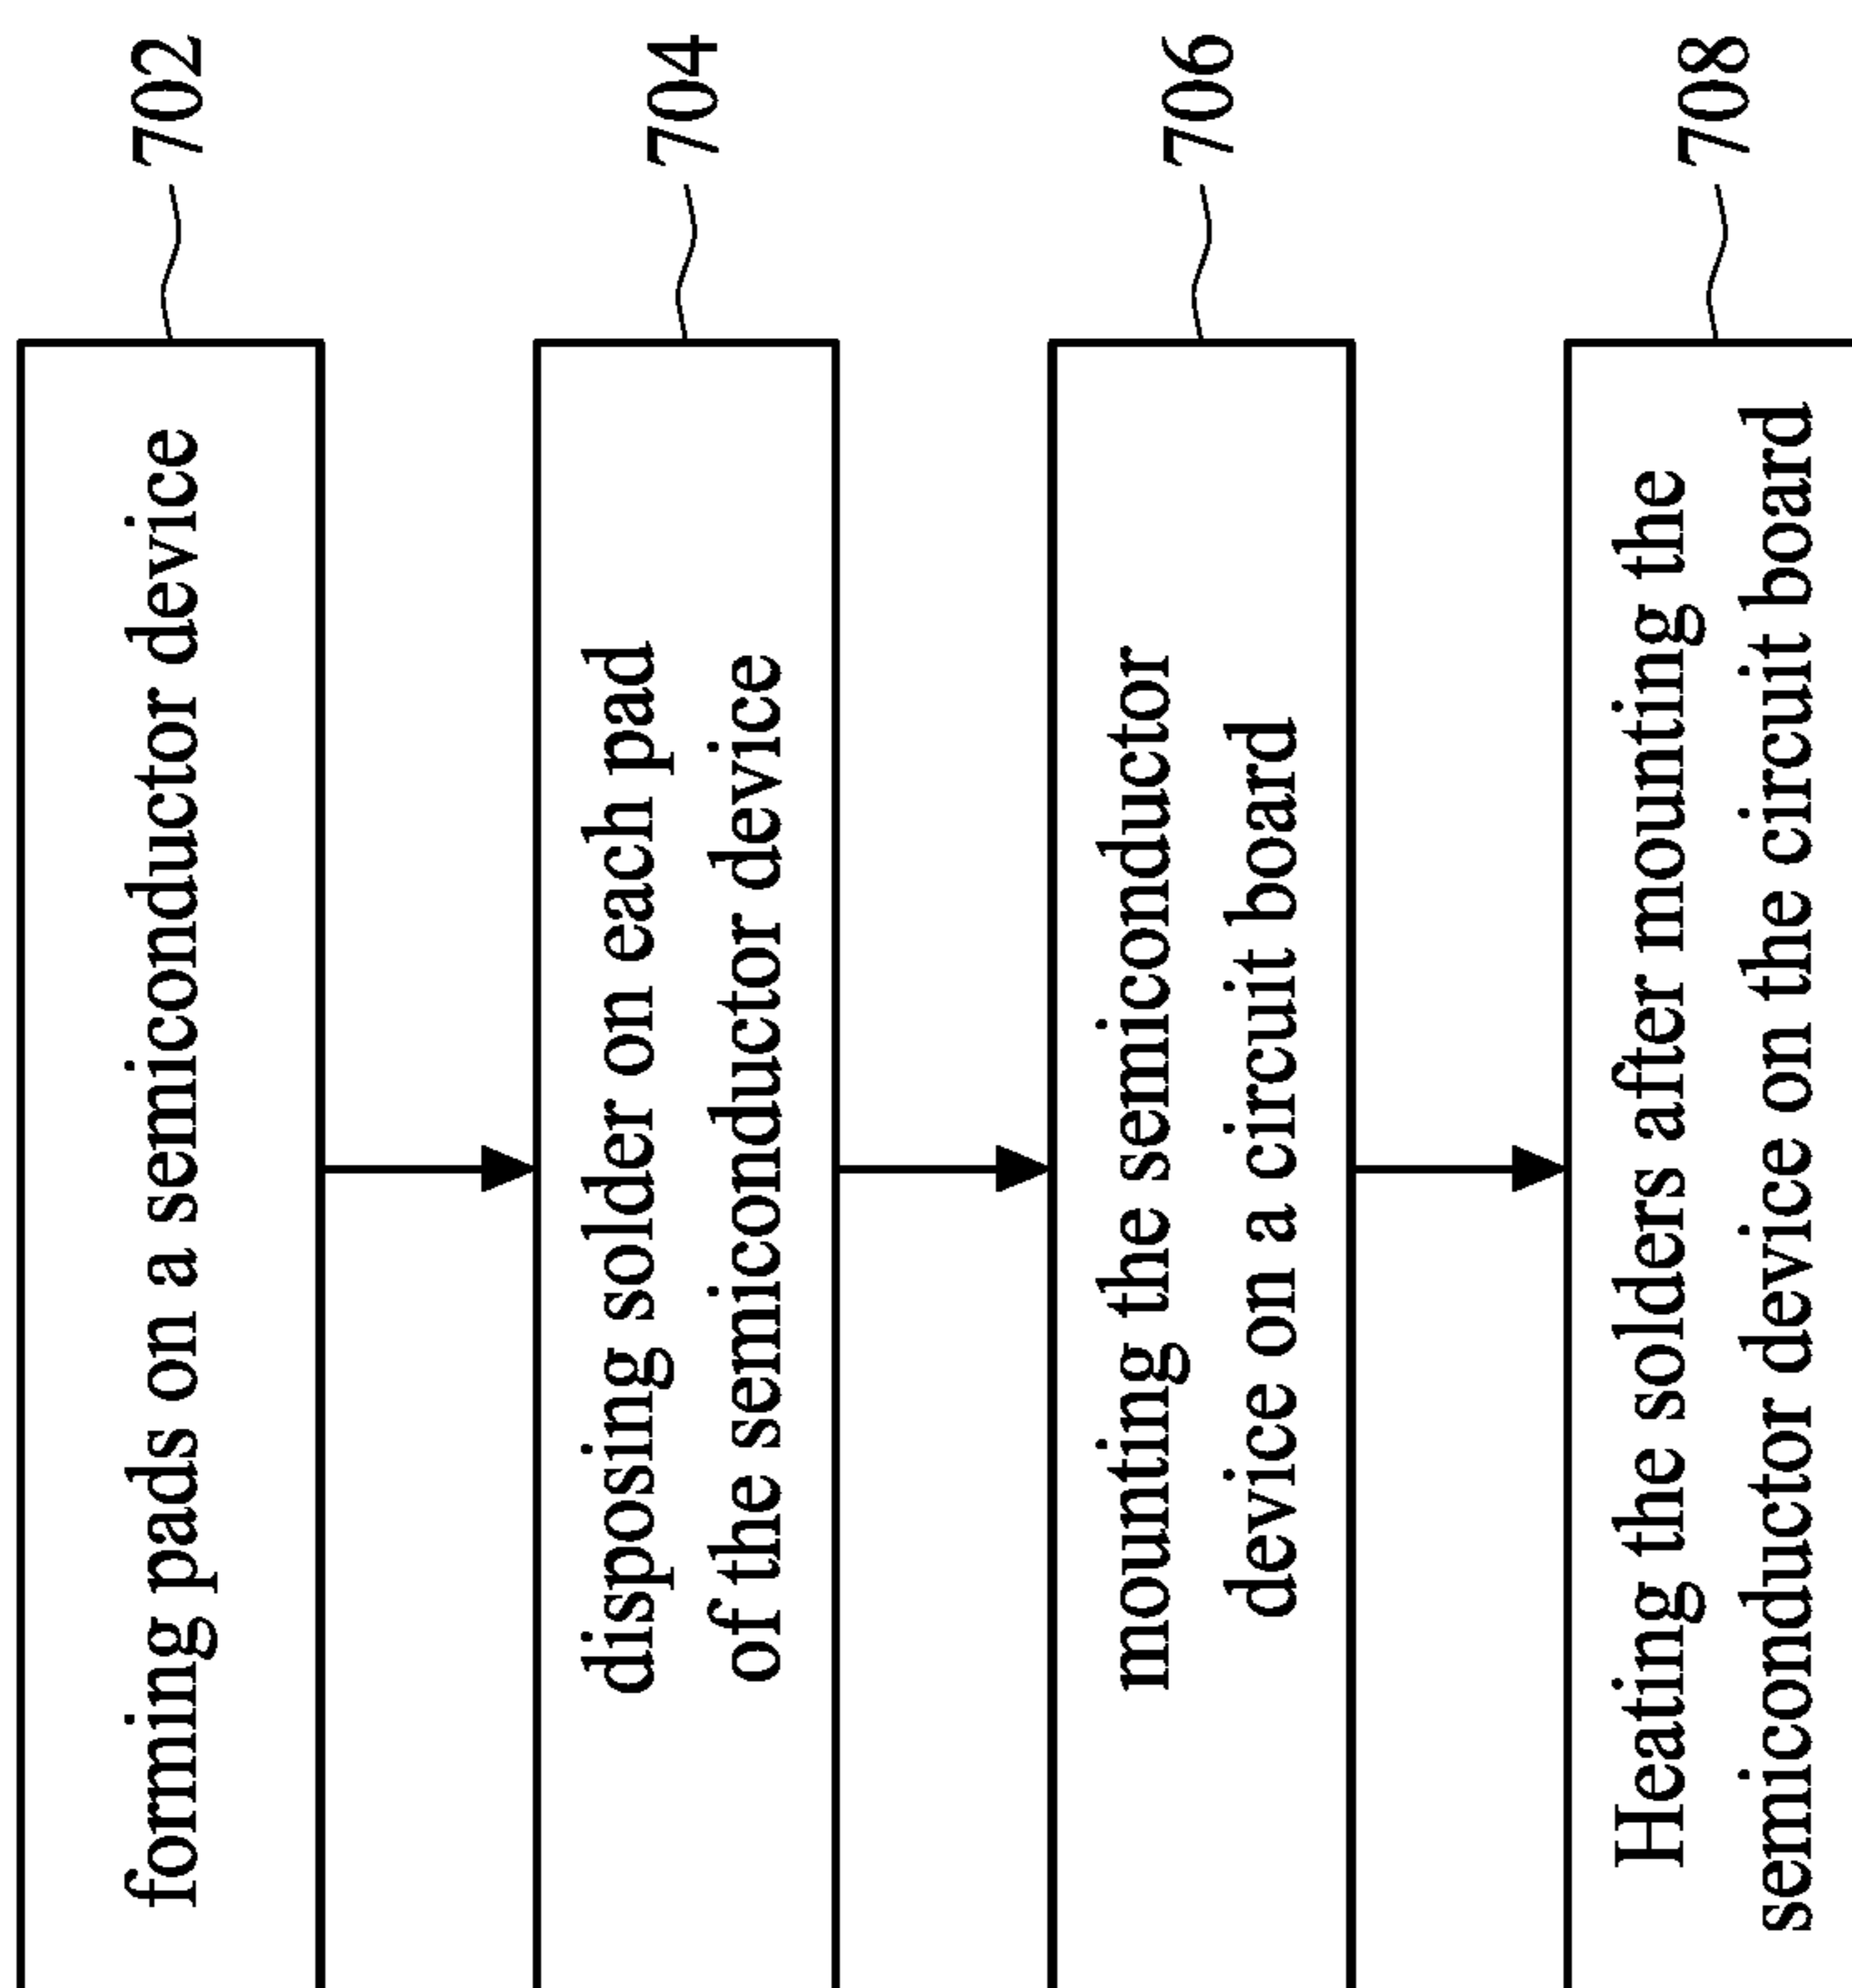 forming pads on a semiconductor device
702
disposing solder on each pad
of the semiconductor device
704
mounting the semiconductor
device on a circuit board
706
Heating the solders after mounting the
semiconductor device on the circuit board
708